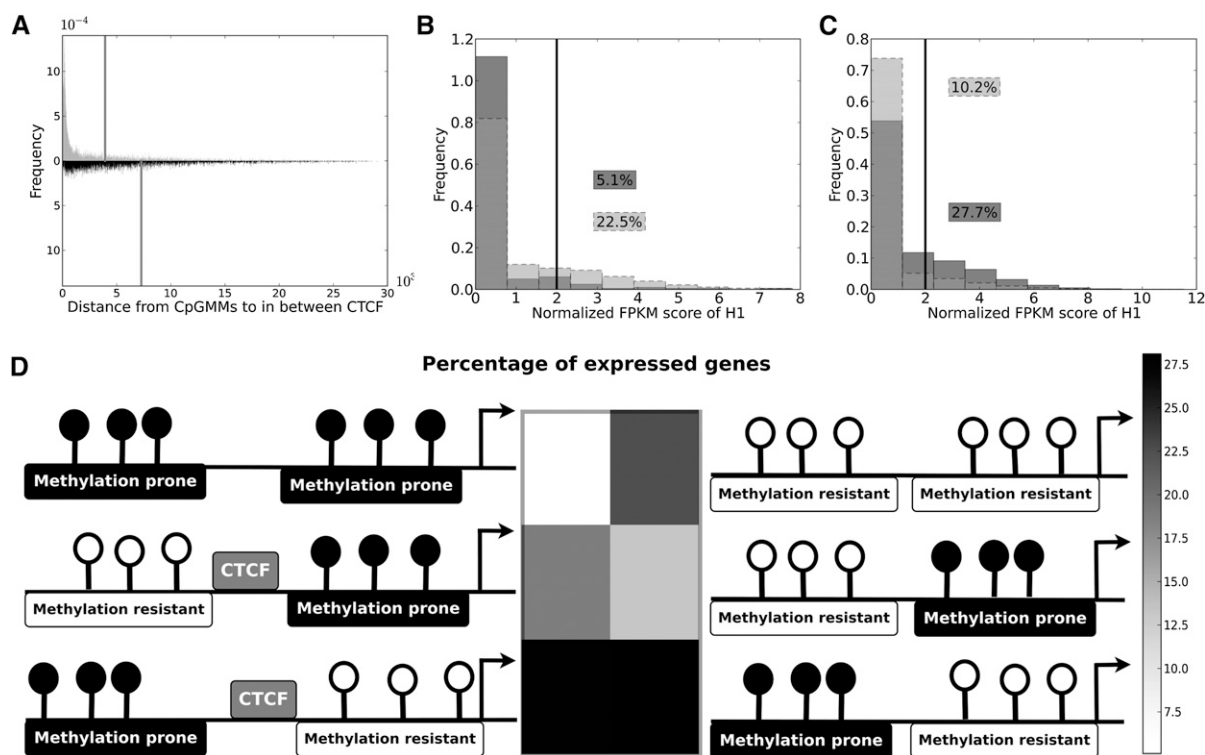 A
10⁻⁴
10
5
0
5
10
Frequency
0 5 10 15 20 25 30
10⁵
Distance from CpGMMs to in between CTCF
B
1.2
1.0
0.8
0.6
0.4
0.2
0.0
Frequency
5.1%
22.5%
0 1 2 3 4 5 6 7 8
Normalized FPKM score of H1
C
0.8
0.7
0.6
0.5
0.4
0.3
0.2
0.1
0.0
Frequency
10.2%
27.7%
0 2 4 6 8 10 12
Normalized FPKM score of H1
D
Percentage of expressed genes
Methylation prone
Methylation prone
Methylation resistant
Methylation resistant
CTCF
Methylation resistant
Methylation prone
Methylation resistant
Methylation prone
CTCF
Methylation prone
Methylation resistant
Methylation prone
Methylation resistant
27.5
25.0
22.5
20.0
17.5
15.0
12.5
10.0
7.5